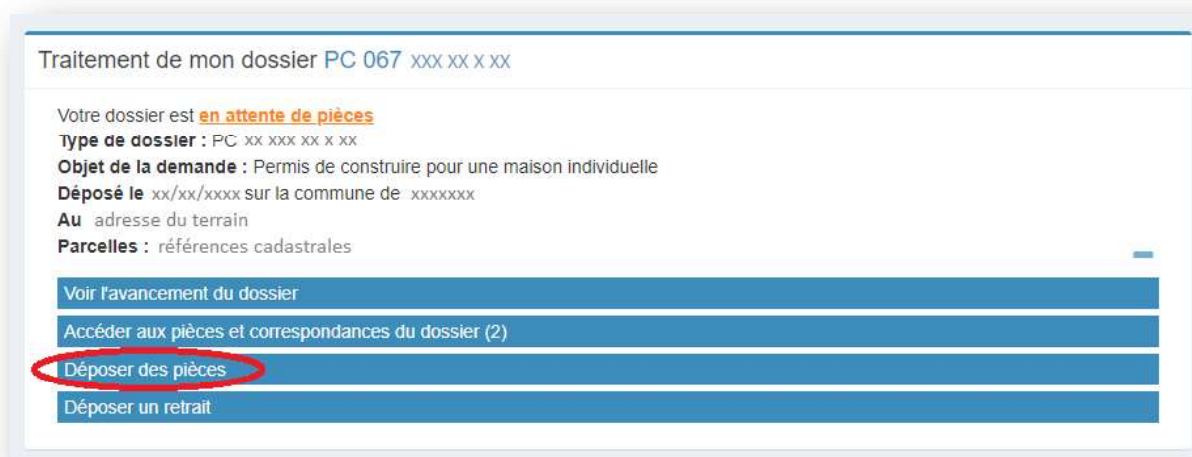 Traitement de mon dossier PC 067 xxx xx x xx
Votre dossier est en attente de pièces
Type de dossier : PC xx xxx xx x xx
Objet de la demande : Permis de construire pour une maison individuelle
Déposé le xx/xx/xxxx sur la commune de xxxxxxx
Au adresse du terrain
Parcelles : références cadastrales
Voir l'avancement du dossier
Accéder aux pièces et correspondances du dossier (2)
Déposer des pièces
Déposer un retrait